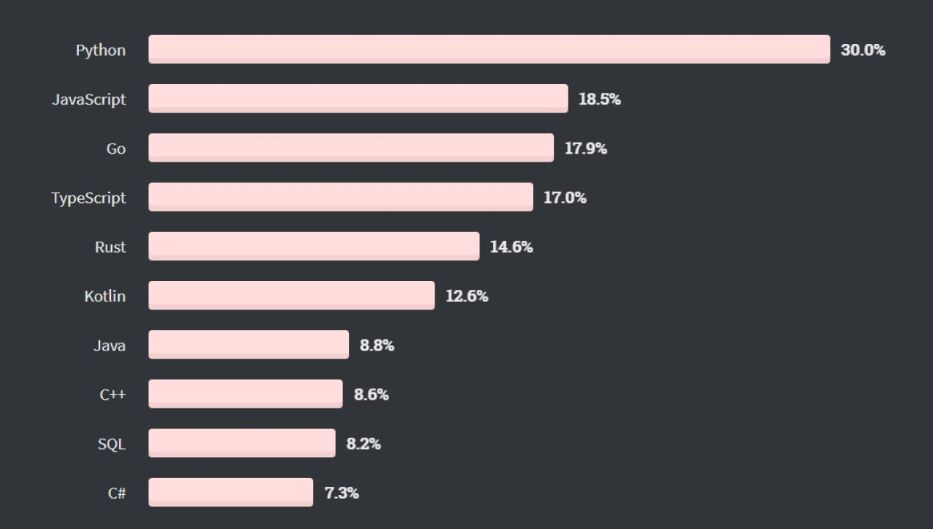 Python 30.0%
JavaScript 18.5%
Go 17.9%
TypeScript 17.0%
Rust 14.6%
Kotlin 12.6%
Java 8.8%
C++ 8.6%
SQL 8.2%
C# 7.3%